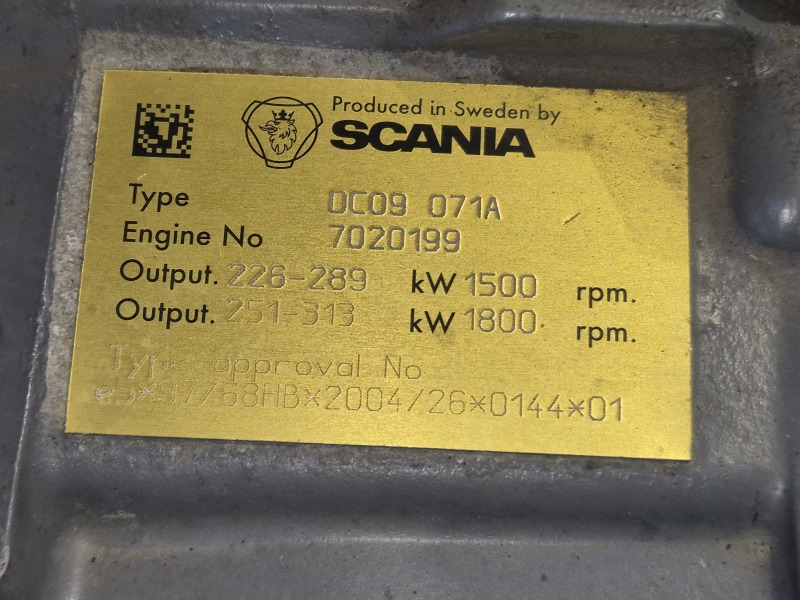 Produced in Sweden by
SCANIA
Type DC09 071A
Engine No 7020199
Output. 226-289 kW 1500 rpm.
Output. 251-313 kW 1800 rpm.
Type approval No
e5*97/68HB*2004/26*0144*01